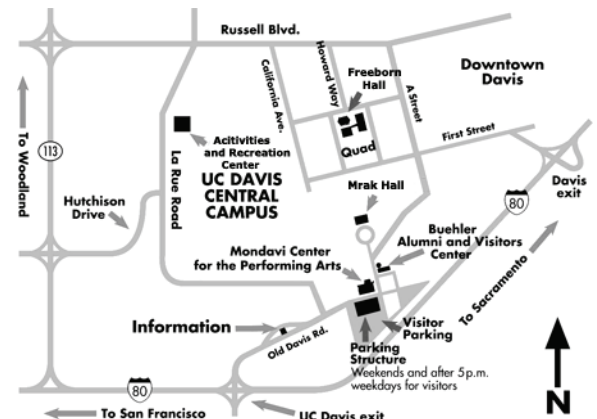 Russell Blvd.
Howard Way
California Ave.
Freeborn
Hall
A Street
Downtown
Davis
To Woodland
113
Acitivities
and Recreation
Center
La Rue Road
Quad
First Street
UC DAVIS
CENTRAL
CAMPUS
Mrak Hall
Hutchison
Drive
80
Davis
exit
Buehler
Alumni and Visitors
Center
Mondavi Center
for the Performing Arts
To Sacramento
Information
Old Davis Rd.
Visitor
Parking
Parking
Structure
Weekends and after 5p.m.
weekdays for visitors
80
To San Francisco
UC Davis exit
N